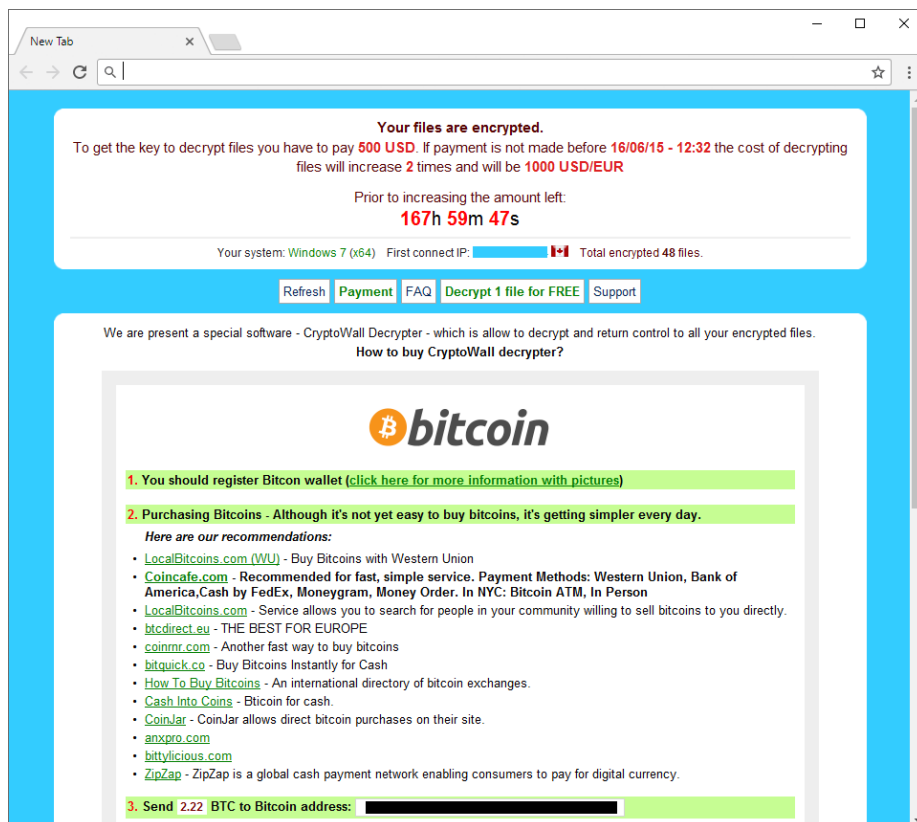 New Tab
Your files are encrypted.
To get the key to decrypt files you have to pay 500 USD. If payment is not made before 16/06/15 - 12:32 the cost of decrypting
files will increase 2 times and will be 1000 USD/EUR
Prior to increasing the amount left:
167h 59m 47s
Your system: Windows 7 (x64) First connect IP: Total encrypted 48 files.
Refresh Payment FAQ Decrypt 1 file for FREE Support
We are present a special software - CryptoWall Decrypter - which is allow to decrypt and return control to all your encrypted files.
How to buy CryptoWall decrypter?
bitcoin
1. You should register Bitcon wallet (click here for more information with pictures)
2. Purchasing Bitcoins - Although it's not yet easy to buy bitcoins, it's getting simpler every day.
Here are our recommendations:
• LocalBitcoins.com (WU) - Buy Bitcoins with Western Union
• Coincafe.com - Recommended for fast, simple service. Payment Methods: Western Union, Bank of
America,Cash by FedEx, Moneygram, Money Order. In NYC: Bitcoin ATM, In Person
• LocalBitcoins.com - Service allows you to search for people in your community willing to sell bitcoins to you directly.
• btcdirect.eu - THE BEST FOR EUROPE
• coinrnr.com - Another fast way to buy bitcoins
• bitquick.co - Buy Bitcoins Instantly for Cash
• How To Buy Bitcoins - An international directory of bitcoin exchanges.
• Cash Into Coins - Bticoin for cash.
• CoinJar - CoinJar allows direct bitcoin purchases on their site.
• anxpro.com
• bittylicious.com
• ZipZap - ZipZap is a global cash payment network enabling consumers to pay for digital currency.
3. Send 2.22 BTC to Bitcoin address: